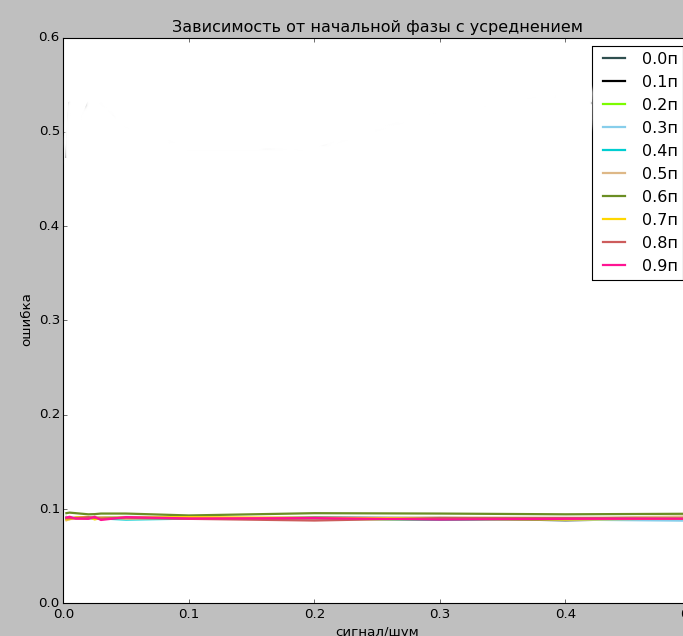 Зависимость от начальной фазы с усреднением
0.6
0.5
0.4
0.3
0.2
0.1
0.0
ошибка
0.0п
0.1п
0.2п
0.3п
0.4п
0.5п
0.6п
0.7п
0.8п
0.9п
0.0 0.1 0.2 0.3 0.4
сигнал/шум